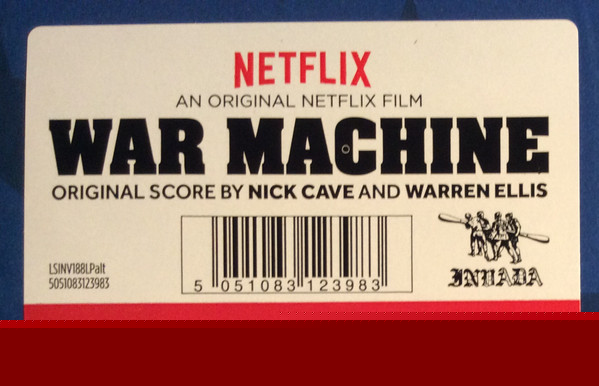 NETFLIX
AN ORIGINAL NETFLIX FILM
WAR MACHINE
ORIGINAL SCORE BY NICK CAVE AND WARREN ELLIS
LSINV188LPalt
5051083123983
5 051083 123983
INVADA